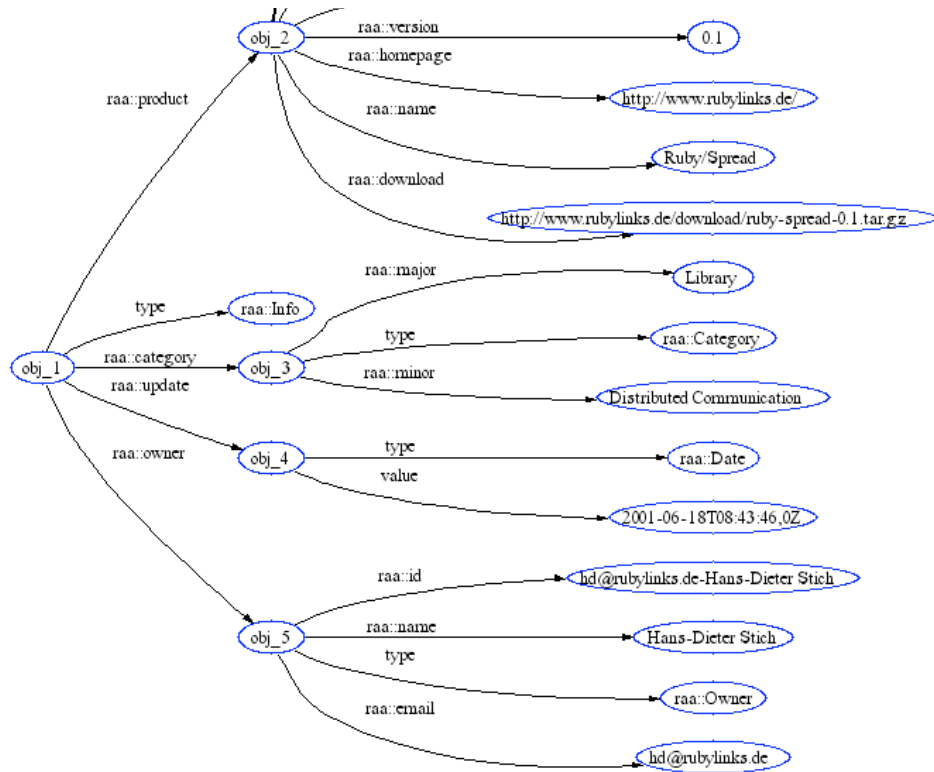 raa::version
obj_2
0.1
raa::homepage
raa::product
http://www.rubylinks.de/
raa::name
Ruby/Spread
raa::download
http://www.rubylinks.de/download/ruby-spread-0.1.tar.gz
raa::major
Library
type
raa::Info
type
raa::Category
raa::category
obj_1
obj_3
raa::minor
raa::update
Distributed Communication
type
raa::owner
obj_4
raa::Date
value
2001-06-18T08:43:46,0Z
raa::id
hd@rubylinks.de-Hans-Dieter Stich
raa::name
obj_5
Hans-Dieter Stich
type
raa::Owner
raa::email
hd@rubylinks.de